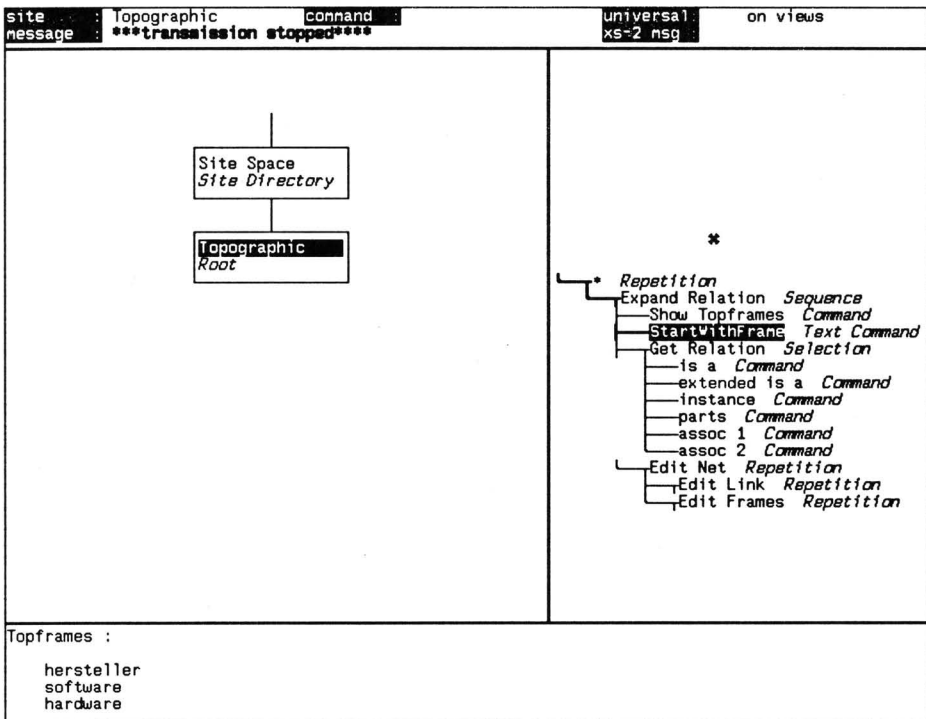 site : Topographic command : universal: on views
message : ***transmission stopped**** xs-2 msg :
Site Space
Site Directory
Topographic
Root
* Repetition
Expand Relation Sequence
Show Topframes Command
StartWithFrame Text Command
Get Relation Selection
is a Command
extended is a Command
instance Command
parts Command
assoc 1 Command
assoc 2 Command
Edit Net Repetition
Edit Link Repetition
Edit Frames Repetition
Topframes :
hersteller
software
hardware